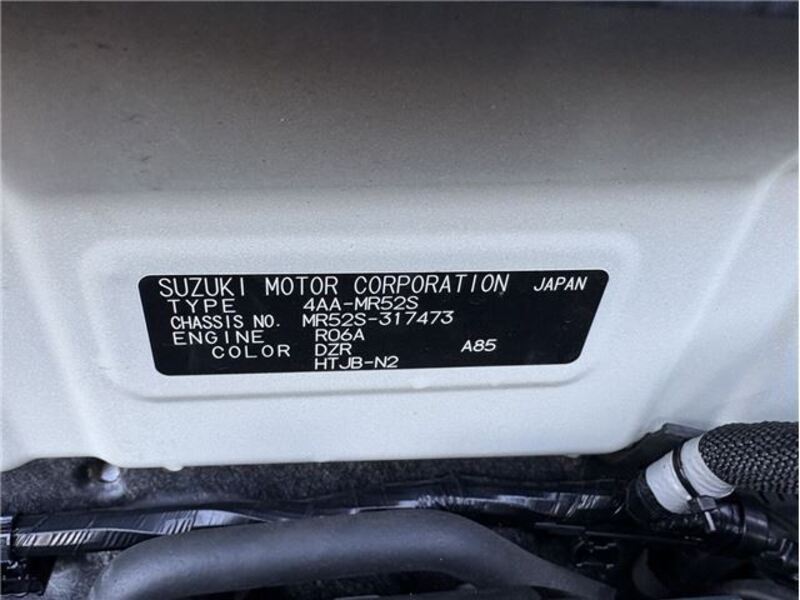 SUZUKI MOTOR CORPORATION JAPAN
TYPE 4AA-MR52S
CHASSIS NO. MR52S-317473
ENGINE R06A
COLOR DZR A85
HTJB-N2